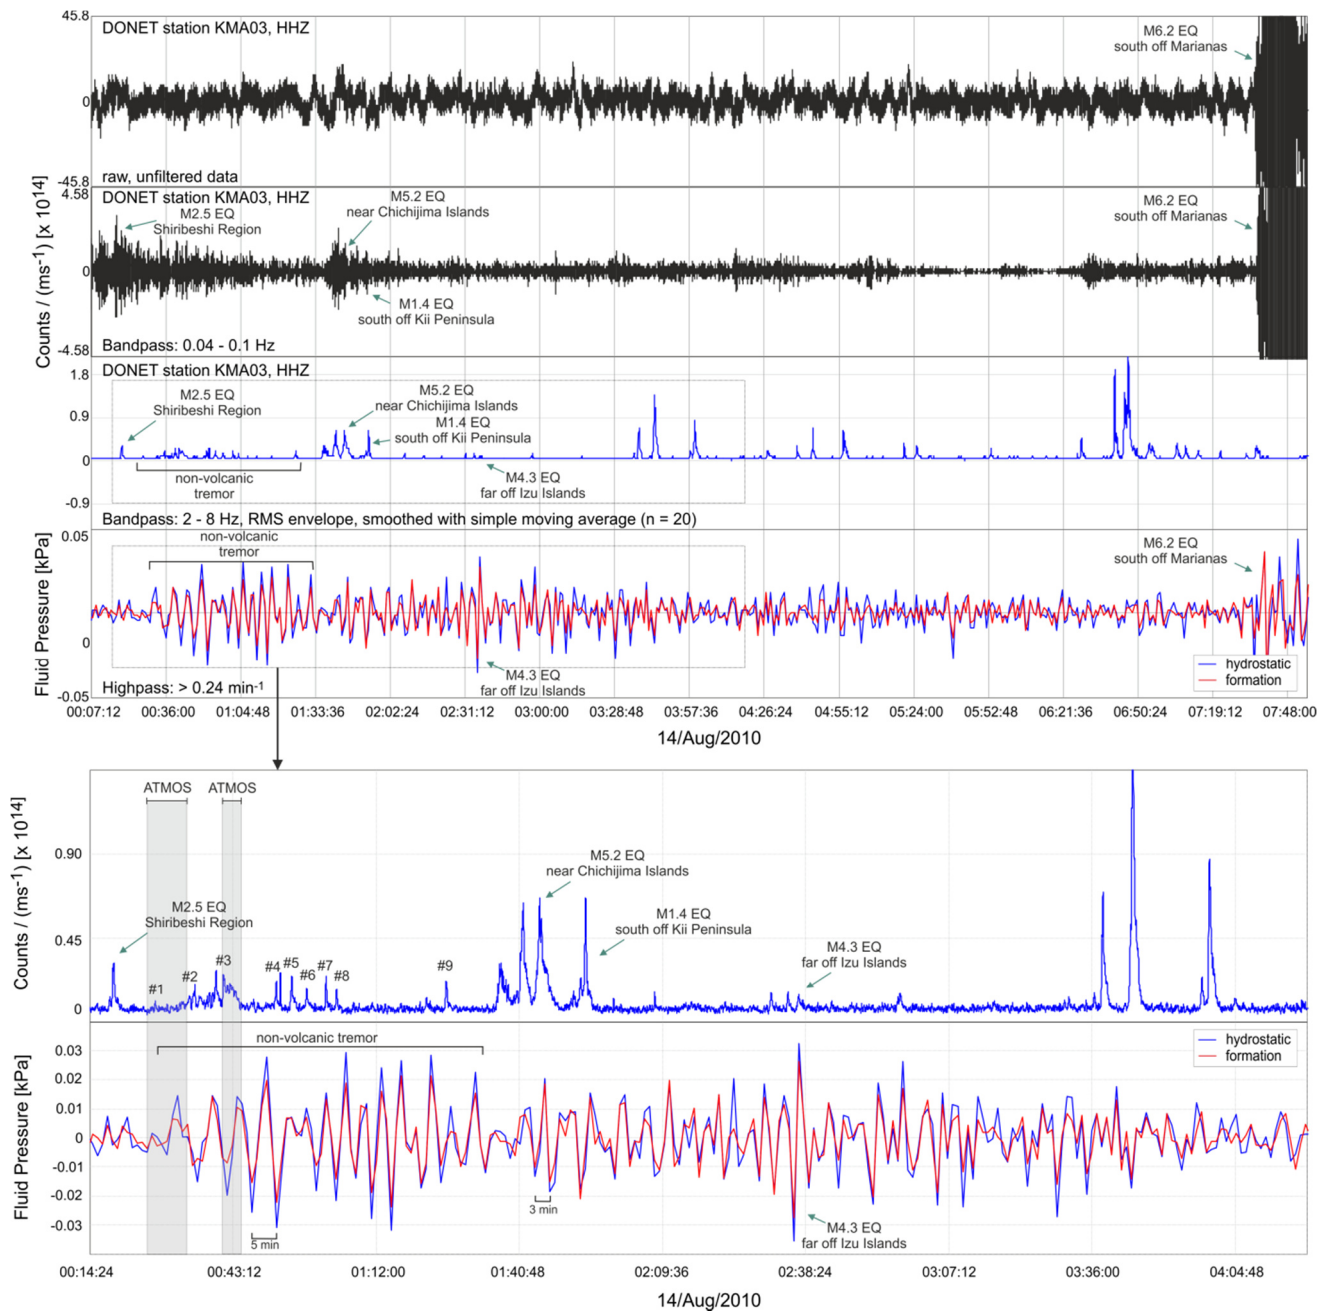 45.8
DONET station KMA03, HHZ
M6.2 EQ
south off Marianas
0
raw, unfiltered data
-45.8
4.58
DONET station KMA03, HHZ
M2.5 EQ
Shiribeshi Region
M5.2 EQ
near Chichijima Islands
M6.2 EQ
south off Marianas
0
M1.4 EQ
south off Kii Peninsula
Bandpass: 0.04 - 0.1 Hz
-4.58
Counts / (ms-1) [x 1014]
DONET station KMA03, HHZ
1.8
M2.5 EQ
Shiribeshi Region
M5.2 EQ
near Chichijima Islands
M1.4 EQ
south off Kii Peninsula
0.9
0
non-volcanic
tremor
M4.3 EQ
far off Izu Islands
-0.9
Bandpass: 2 - 8 Hz, RMS envelope, smoothed with simple moving average (n = 20)
0.05
non-volcanic
tremor
M6.2 EQ
south off Marianas
0
M4.3 EQ
far off Izu Islands
hydrostatic
formation
Highpass: > 0.24 min-1
-0.05
Fluid Pressure [kPa]
00:07:12 00:36:00 01:04:48 01:33:36 02:02:24 02:31:12 03:00:00 03:28:48 03:57:36 04:26:24 04:55:12 05:24:00 05:52:48 06:21:36 06:50:24 07:19:12 07:48:00
14/Aug/2010
ATMOS ATMOS
0.90
M5.2 EQ
near Chichijima Islands
M2.5 EQ
Shiribeshi Region
M1.4 EQ
south off Kii Peninsula
0.45
M4.3 EQ
far off Izu Islands
#1 #2 #3 #4 #5 #6 #7 #8 #9
0
Counts / (ms-1) [x 1014]
non-volcanic tremor
hydrostatic
formation
0.03
0.02
0.01
0
-0.01
-0.02
-0.03
3 min
5 min
M4.3 EQ
far off Izu Islands
Fluid Pressure [kPa]
00:14:24 00:43:12 01:12:00 01:40:48 02:09:36 02:38:24 03:07:12 03:36:00 04:04:48
14/Aug/2010